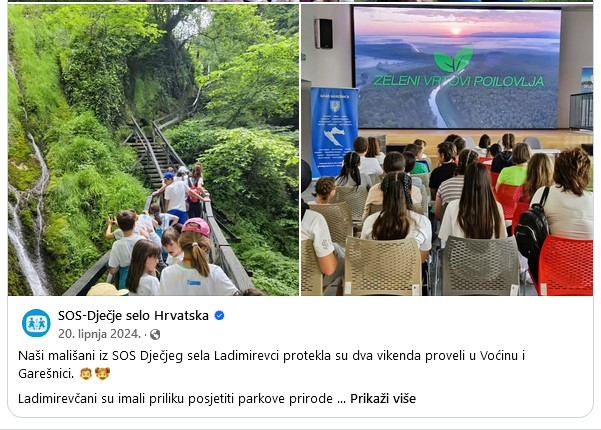 ZELENI VRTOVI POILOVLJA
SOS-Dječje selo Hrvatska
20. lipnja 2024. ·
Naši mališani iz SOS Dječjeg sela Ladimirevci protekla su dva vikenda proveli u Voćinu i
Garešnici.
Ladimirevčani su imali priliku posjetiti parkove prirode ... Prikaži više